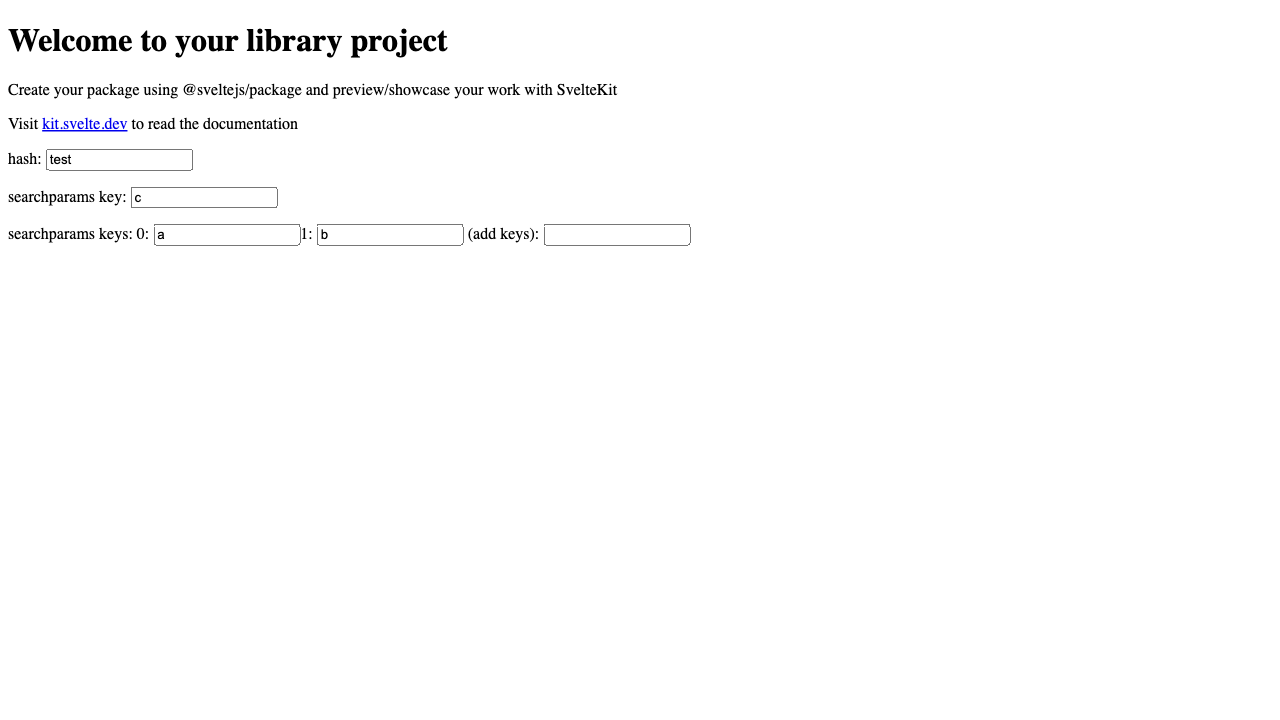 Welcome to your library project
Create your package using @sveltejs/package and preview/showcase your work with SvelteKit
Visit kit.svelte.dev to read the documentation
hash: test
searchparams key: c
searchparams keys: 0: a 1: b (add keys):